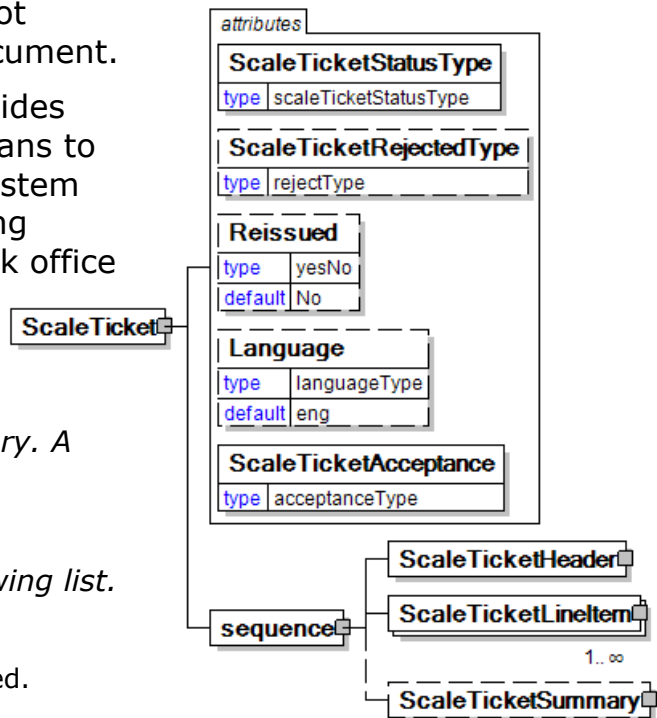 ot
cument.
ides
ans to
stem
ng
k office
ry. A
wing list.
ed.
ScaleTicket
attributes
ScaleTicketStatusType
type scaleTicketStatusType
ScaleTicketRejectedType
type rejectType
Reissued
type yesNo
default No
Language
type languageType
default eng
ScaleTicketAcceptance
type acceptanceType
sequence
ScaleTicketHeader
ScaleTicketLineItem
1.. ∞
ScaleTicketSummary